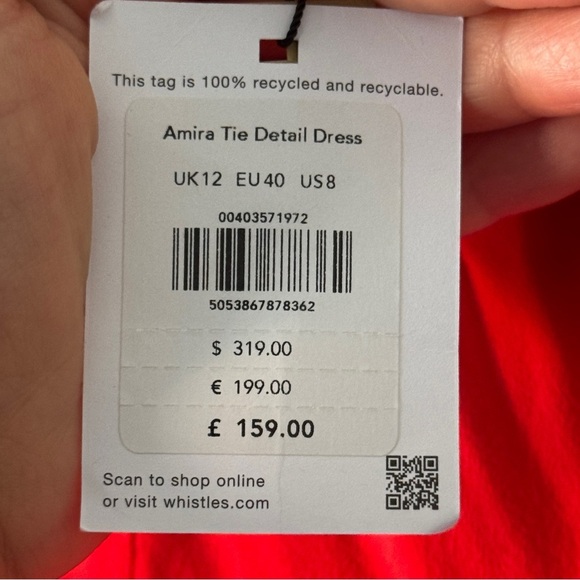 This tag is 100% recycled and recyclable.
Amira Tie Detail Dress
UK12 EU40 US8
00403571972
5053867878362
$ 319.00
€ 199.00
£ 159.00
Scan to shop online
or visit whistles.com